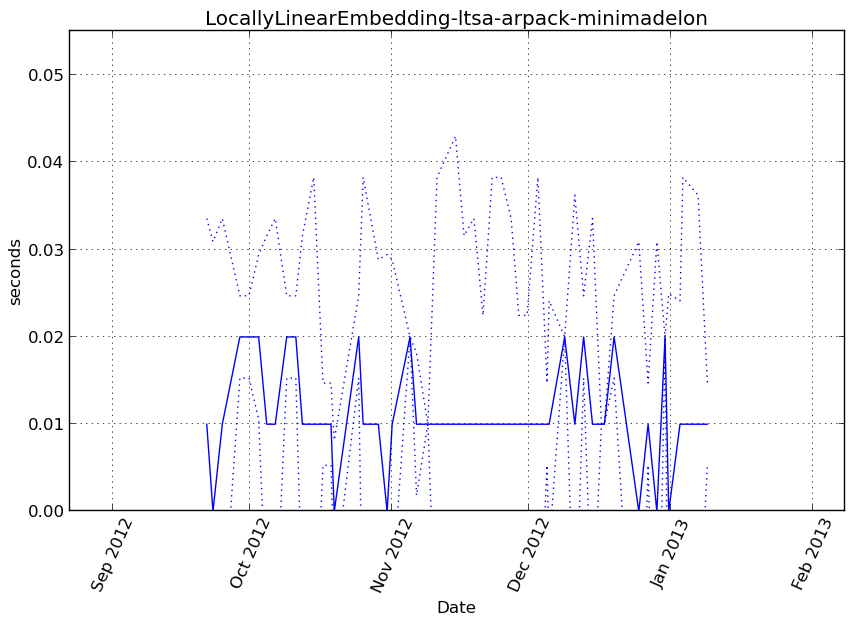 LocallyLinearEmbedding-ltsa-arpack-minimadelon
0.05
0.04
0.03
0.02
0.01
0.00
seconds
Sep 2012
Oct 2012
Nov 2012
Dec 2012
Jan 2013
Feb 2013
Date